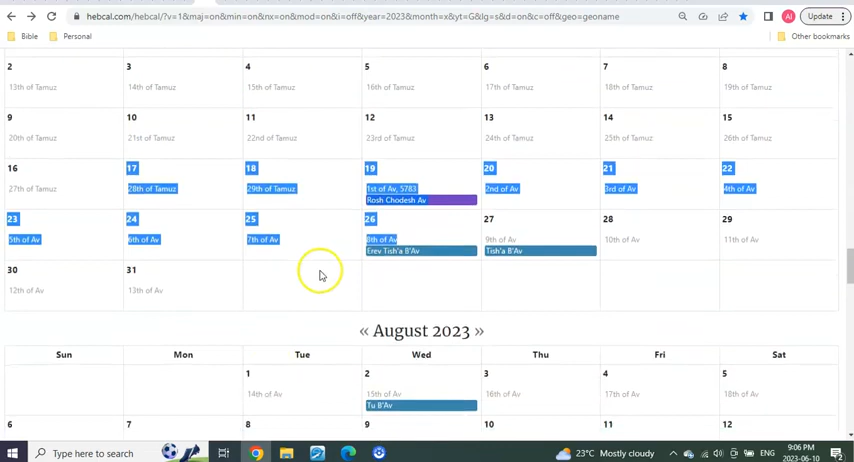 hebcal.com/hebcal/?v=1&maj=on&min=on&nx=on&mod=on&i=off&year=2023&month=x&yt=G&lg=s&d=on&c=off&geo=geoname
AI
Update
Bible Personal Other bookmarks
2 3 4 5 6 7 8
13th of Tamuz 14th of Tamuz 15th of Tamuz 16th of Tamuz 17th of Tamuz 18th of Tamuz 19th of Tamuz
9 10 11 12 13 14 15
20th of Tamuz 21st of Tamuz 22nd of Tamuz 23rd of Tamuz 24th of Tamuz 25th of Tamuz 26th of Tamuz
16 17 18 19 20 21 22
27th of Tamuz 28th of Tamuz 29th of Tamuz 1st of Av, 5783 2nd of Av 3rd of Av 4th of Av
Rosh Chodesh Av
23 24 25 26 27 28 29
5th of Av 6th of Av 7th of Av 8th of Av 9th of Av 10th of Av 11th of Av
Erev Tish'a B'Av Tish'a B'Av
30 31
12th of Av 13th of Av
« August 2023 »
Sun Mon Tue Wed Thu Fri Sat
1 2 3 4 5
14th of Av 15th of Av 16th of Av 17th of Av 18th of Av
Tu B'Av
6 7 8 9 10 11 12
Type here to search
23°C Mostly cloudy
ENG
9:06 PM
2023-06-10
2